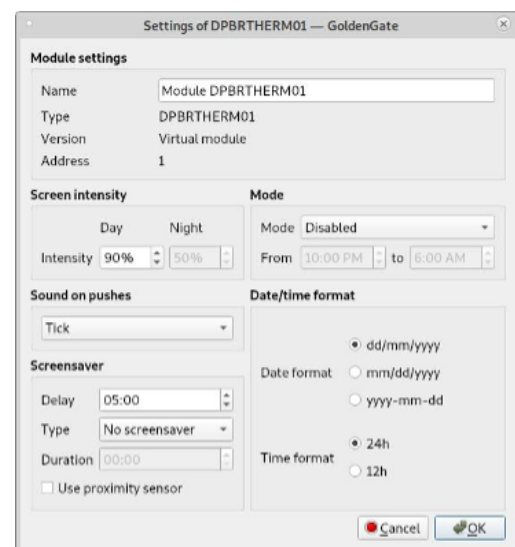 Settings of DPBRTHERM01 — GoldenGate
Module settings
Name Module DPBRTHERM01
Type DPBRTHERM01
Version Virtual module
Address 1
Screen intensity
Day Night
Intensity 90% 50%
Mode
Mode Disabled
From 10:00 PM to 6:00 AM
Sound on pushes
Tick
Screensaver
Delay 05:00
Type No screensaver
Duration 00:00
Use proximity sensor
Date/time format
Date format
dd/mm/yyyy
mm/dd/yyyy
yyyy-mm-dd
Time format
24h
12h
Cancel OK